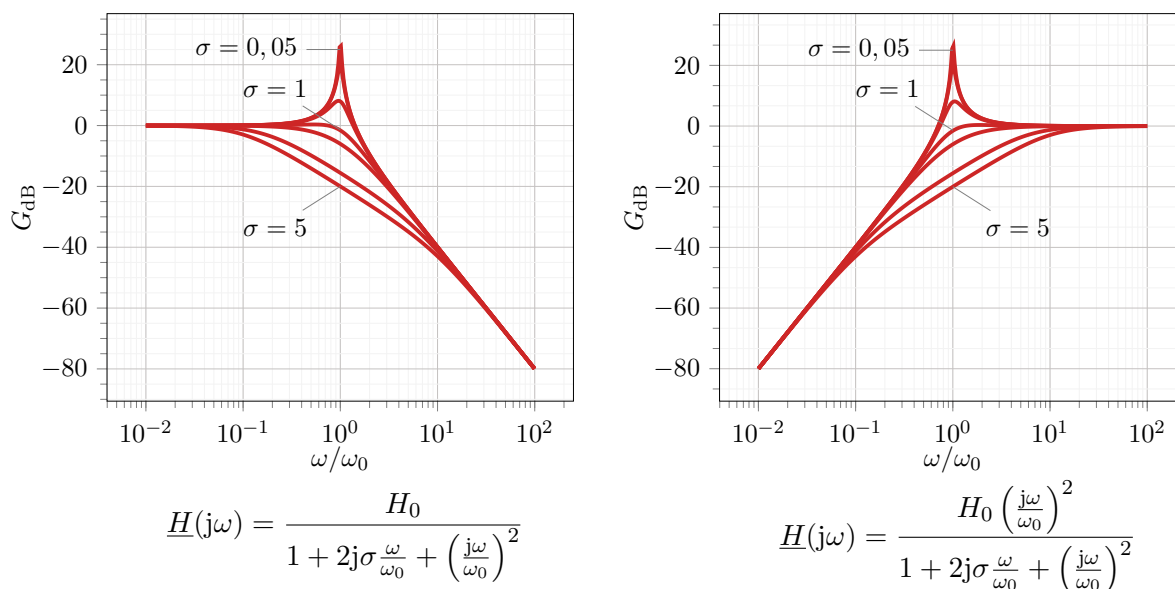 σ = 0, 05
σ = 1
σ = 5
20
0
−20
−40
−60
−80
G_dB
10^−2
10^−1
10^0
10^1
10^2
ω/ω_0
H(jω) = H_0 / (1 + 2jσ ω/ω_0 + (jω/ω_0)^2)
σ = 0, 05
σ = 1
σ = 5
20
0
−20
−40
−60
−80
G_dB
10^−2
10^−1
10^0
10^1
10^2
ω/ω_0
H(jω) = H_0 (jω/ω_0)^2 / (1 + 2jσ ω/ω_0 + (jω/ω_0)^2)